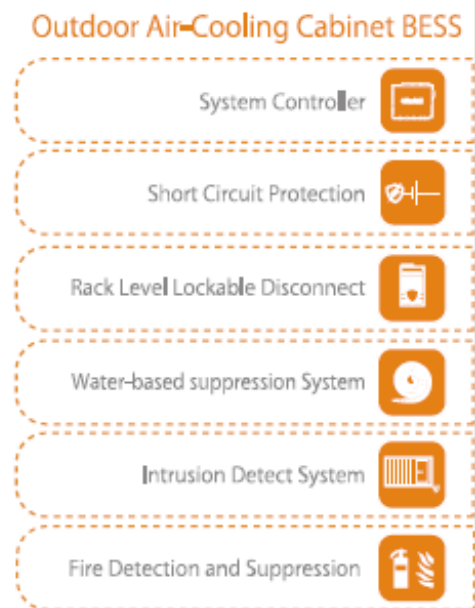 Outdoor Air-Cooling Cabinet BESS
System Controller
Short Circuit Protection
Rack Level Lockable Disconnect
Water-based suppression System
Intrusion Detect System
Fire Detection and Suppression